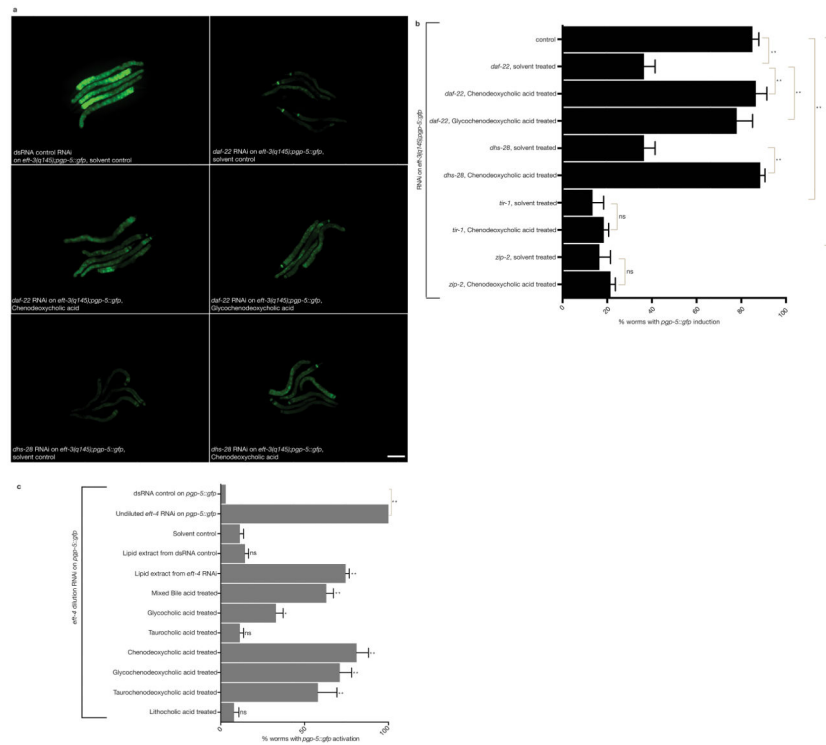 a
dsRNA control RNAi
on eft-3(q145);pgp-5::gfp, solvent control
daf-22 RNAi on eft-3(q145);pgp-5::gfp,
solvent control
daf-22 RNAi on eft-3(q145);pgp-5::gfp,
Chenodeoxycholic acid
daf-22 RNAi on eft-3(q145);pgp-5::gfp,
Glycochenodeoxycholic acid
dhs-28 RNAi on eft-3(q145);pgp-5::gfp,
solvent control
dhs-28 RNAi on eft-3(q145);pgp-5::gfp,
Chenodeoxycholic acid
b
RNAi on eft-3(q145);pgp-5::gfp
control
daf-22, solvent treated
daf-22, Chenodeoxycholic acid treated
daf-22, Glycochenodeoxycholic acid treated
dhs-28, solvent treated
dhs-28, Chenodeoxycholic acid treated
tir-1, solvent treated
tir-1, Chenodeoxycholic acid treated
zip-2, solvent treated
zip-2, Chenodeoxycholic acid treated
**
**
**
**
**
ns
ns
0 20 40 60 80 100
% worms with pgp-5::gfp induction
c
eft-4 dilution RNAi on pgp-5::gfp
dsRNA control on pgp-5::gfp
Undiluted eft-4 RNAi on pgp-5::gfp
**
Solvent control
Lipid extract from dsRNA control ns
Lipid extract from eft-4 RNAi **
Mixed Bile acid treated **
Glycocholic acid treated *
Taurocholic acid treated ns
Chenodeoxycholic acid treated **
Glycochenodeoxycholic acid treated **
Taurochenodeoxycholic acid treated **
Lithocholic acid treated ns
0 50 100
% worms with pgp-5::gfp activation